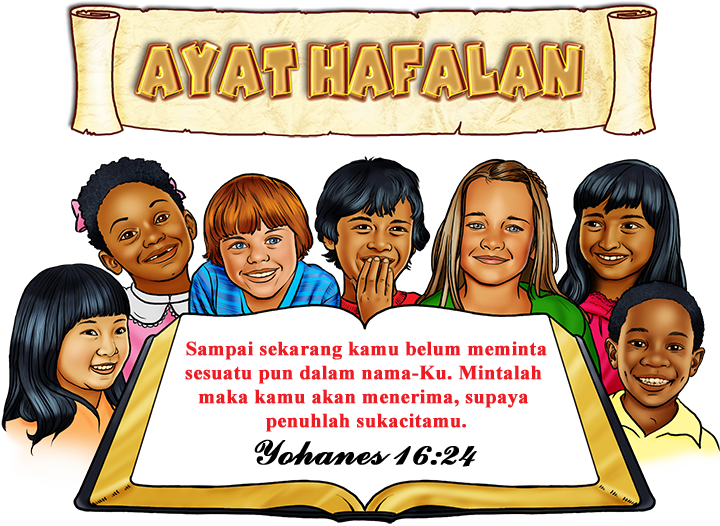 AYAT HAFALAN
Sampai sekarang kamu belum meminta
sesuatu pun dalam nama-Ku. Mintalah
maka kamu akan menerima, supaya
penuhlah sukacitamu.
Yohanes 16:24